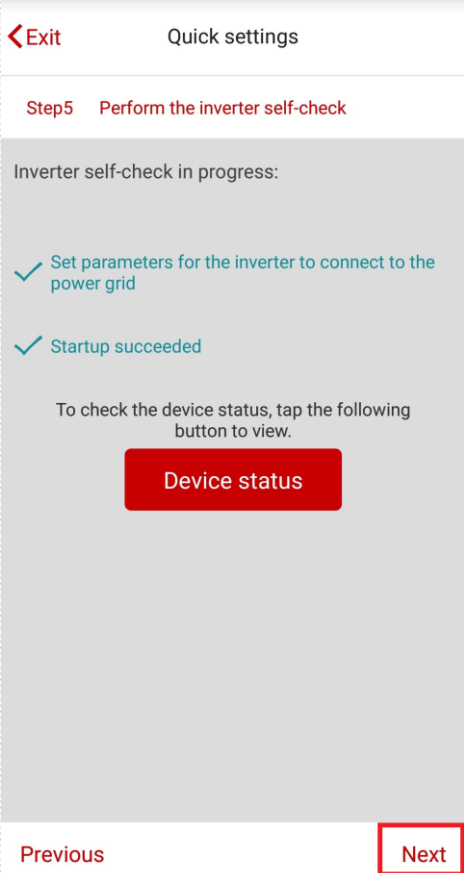 Exit
Quick settings
Step5 Perform the inverter self-check
Inverter self-check in progress:
Set parameters for the inverter to connect to the
power grid
Startup succeeded
To check the device status, tap the following
button to view.
Device status
Previous
Next